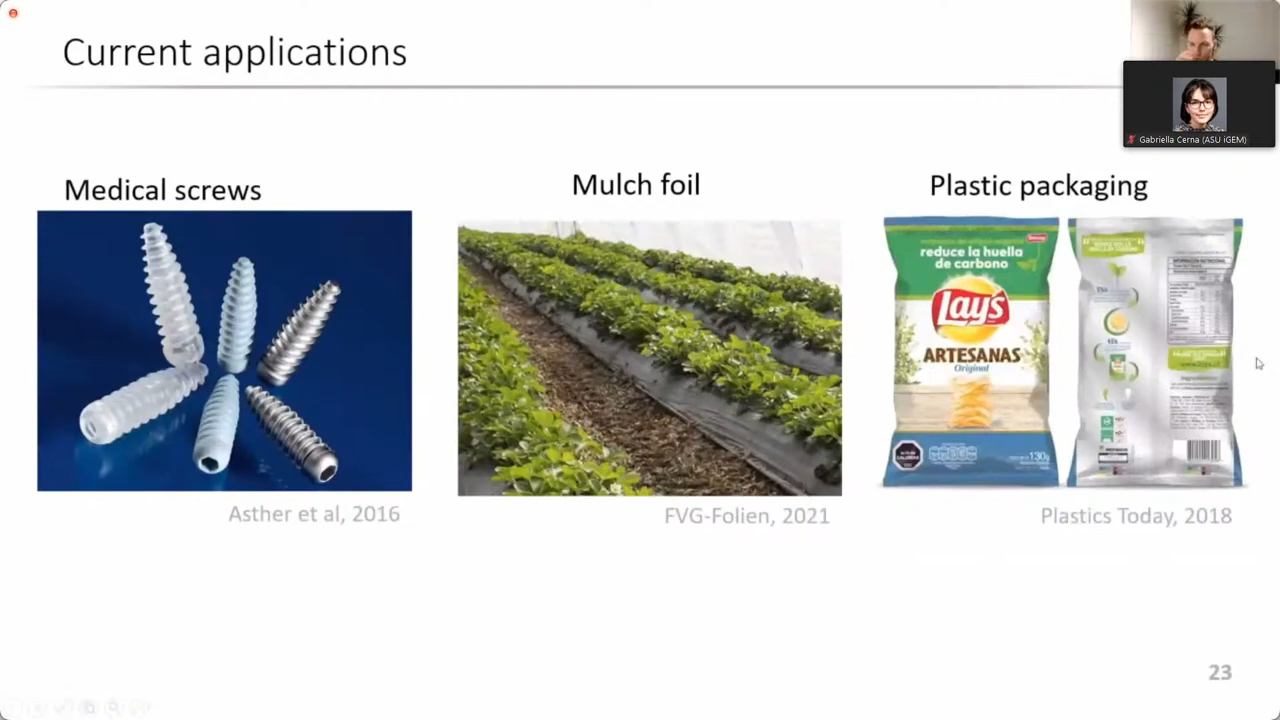 Current applications
Gabriella Cerna (ASU iGEM)
Medical screws
Mulch foil
Plastic packaging
reduce la huella
de carbono
Lay's
ARTESANAS
Original
130g
Asther et al, 2016
FVG-Folien, 2021
Plastics Today, 2018
23